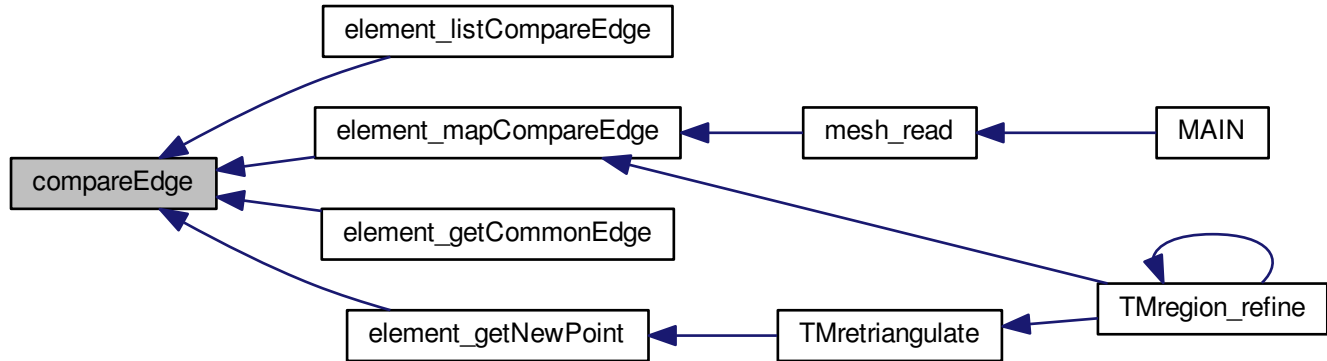 element_listCompareEdge
element_mapCompareEdge
mesh_read
MAIN
compareEdge
element_getCommonEdge
TMregion_refine
element_getNewPoint
TMretriangulate